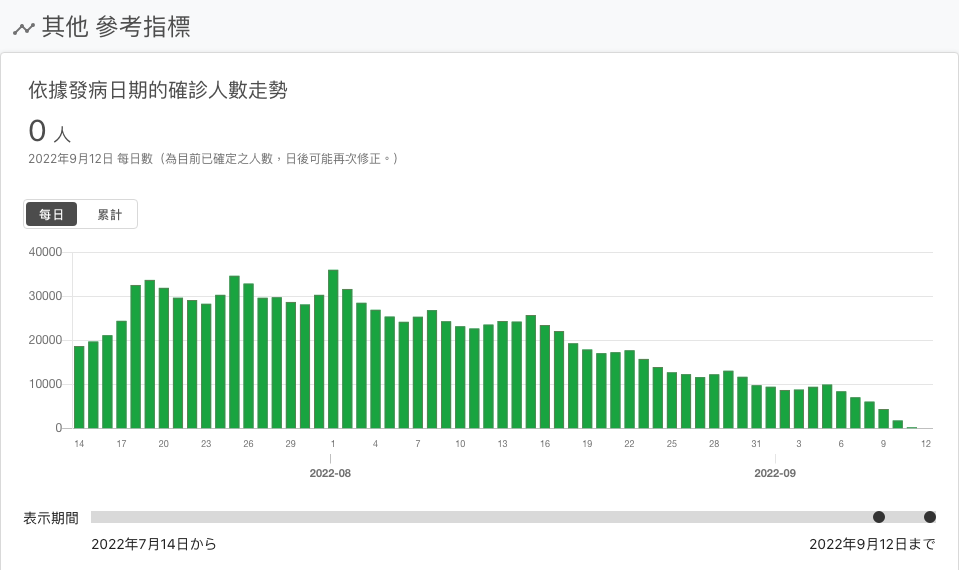 其他 參考指標
依據發病日期的確診人數走勢
0 人
2022年9月12日 每日數（為目前已確定之人數，日後可能再次修正。）
每日 累計
40000
30000
20000
10000
0
14 17 20 23 26 29 1 4 7 10 13 16 19 22 25 28 31 3 6 9 12
2022-08 2022-09
表示期間
2022年7月14日から 2022年9月12日まで